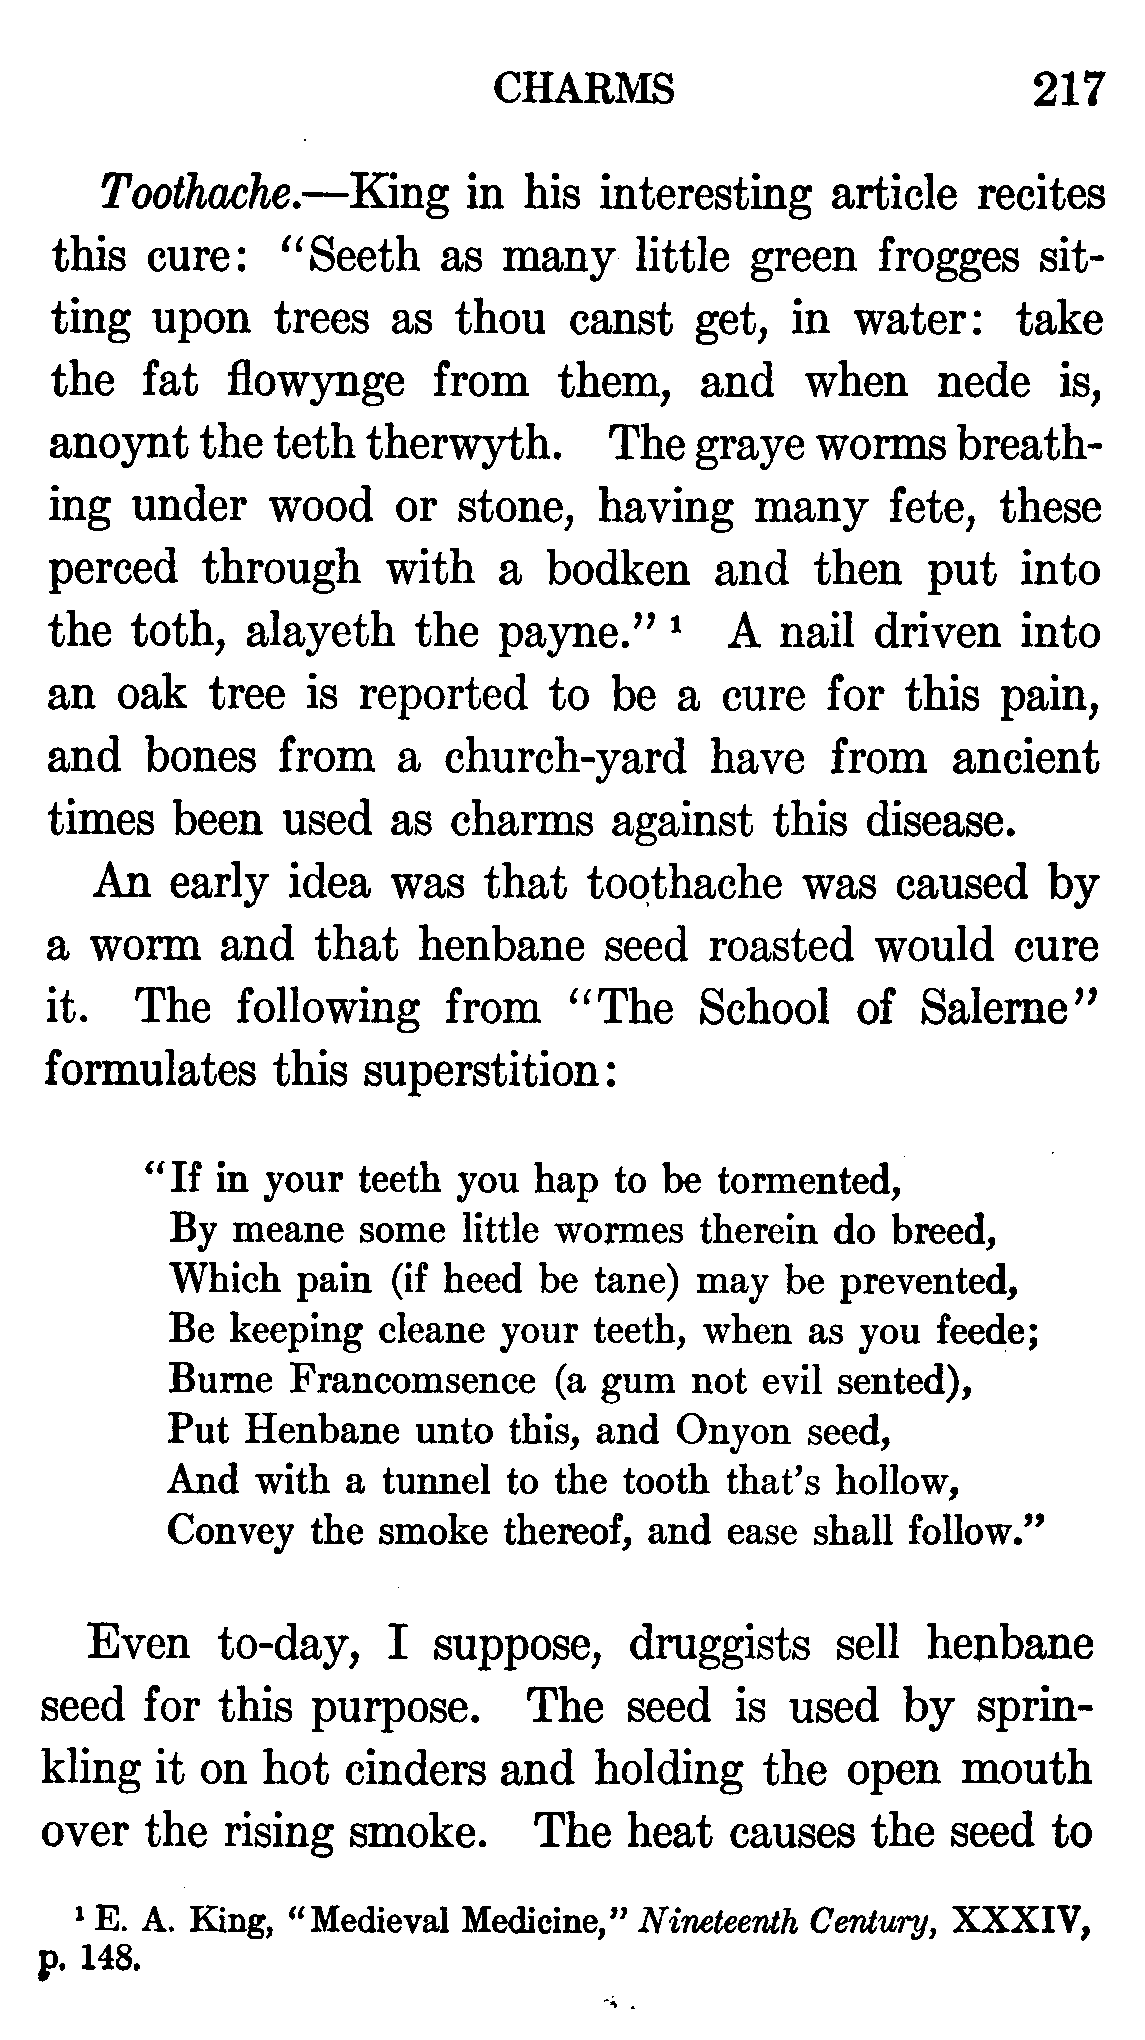 CHARMS 217
Toothache.—King in his interesting article recites
this cure: "Seeth as many little green frogges sit-
ting upon trees as thou canst get, in water: take
the fat flowynge from them, and when nede is,
anoynt the teth therwyth. The graye worms breath-
ing under wood or stone, having many fete, these
perced through with a bodken and then put into
the toth, alayeth the payne." ¹ A nail driven into
an oak tree is reported to be a cure for this pain,
and bones from a church-yard have from ancient
times been used as charms against this disease.
An early idea was that toothache was caused by
a worm and that henbane seed roasted would cure
it. The following from "The School of Salerne"
formulates this superstition:
"If in your teeth you hap to be tormented,
By meane some little wormes therein do breed,
Which pain (if heed be tane) may be prevented,
Be keeping cleane your teeth, when as you feede;
Burne Francomsence (a gum not evil sented),
Put Henbane unto this, and Onyon seed,
And with a tunnel to the tooth that's hollow,
Convey the smoke thereof, and ease shall follow."
Even to-day, I suppose, druggists sell henbane
seed for this purpose. The seed is used by sprin-
kling it on hot cinders and holding the open mouth
over the rising smoke. The heat causes the seed to
¹ E. A. King, "Medieval Medicine," Nineteenth Century, XXXIV,
p. 148.